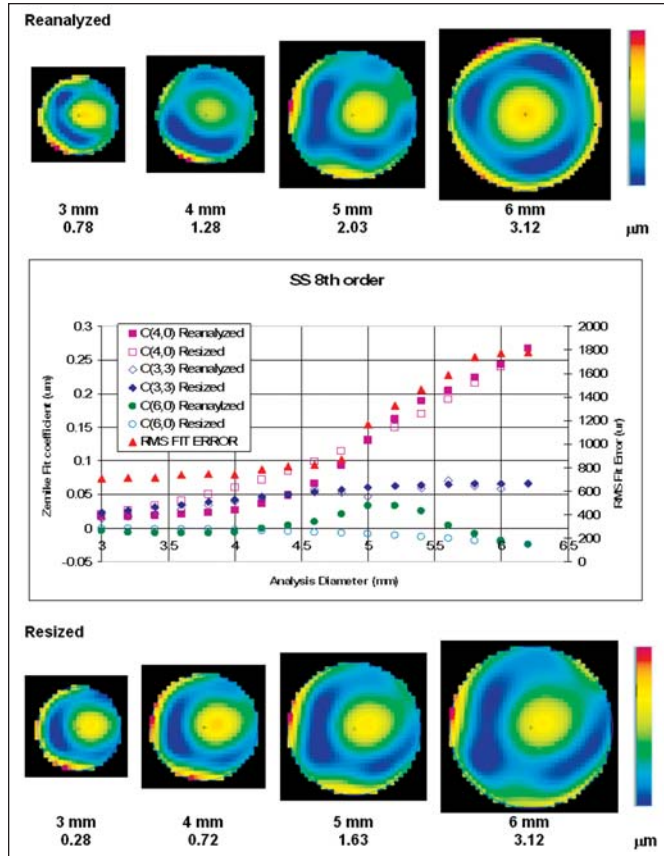 Reanalyzed
3 mm 4 mm 5 mm 6 mm
0.78 1.28 2.03 3.12 µm
SS 8th order
0.3
0.25
0.2
0.15
0.1
0.05
0
-0.05
Zernike Fit coefficient (um)
C(4,0) Reanalyzed
C(4,0) Resized
C(3,3) Reanalyzed
C(3,3) Resized
C(6,0) Reanaylzed
C(6,0) Resized
RMS FIT ERROR
2000
1800
1600
1400
1200
1000
800
600
400
200
0
RMS Fit Error (ur)
3 3.5 4 4.5 5 5.5 6 6.5
Analysis Diameter (mm)
Resized
3 mm 4 mm 5 mm 6 mm
0.28 0.72 1.63 3.12 µm